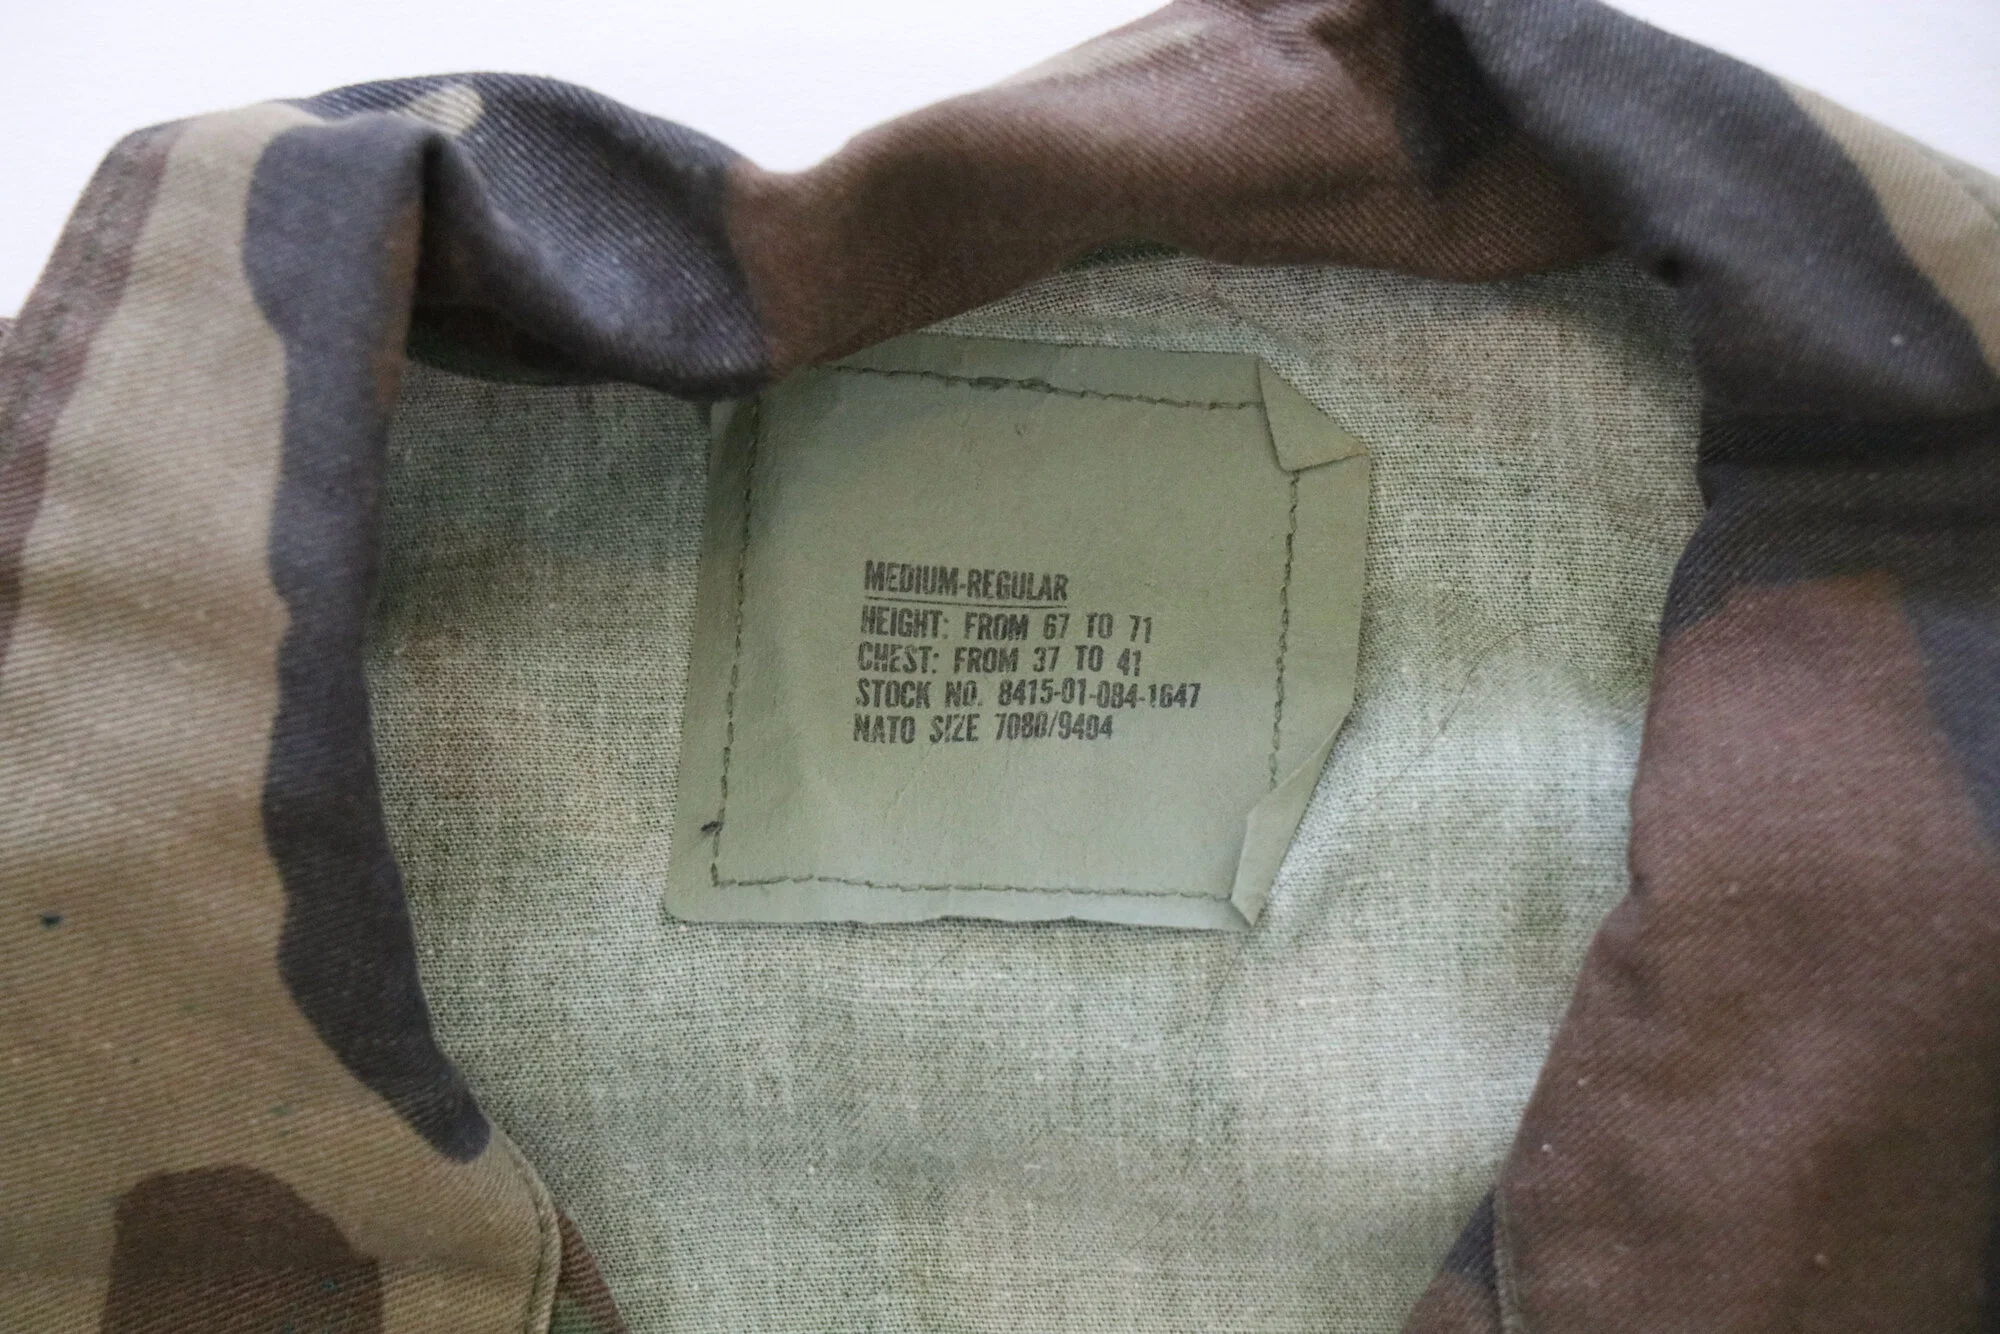 MEDIUM-REGULAR
HEIGHT: FROM 67 TO 71
CHEST: FROM 37 TO 41
STOCK NO. 8415-01-084-1647
NATO SIZE 7080/9404